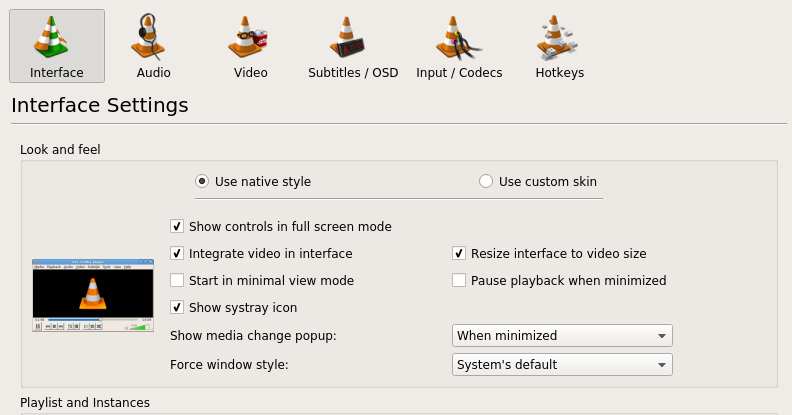 Interface Audio Video Subtitles / OSD Input / Codecs Hotkeys
Interface Settings
Look and feel
Use native style Use custom skin
Show controls in full screen mode
Integrate video in interface Resize interface to video size
Start in minimal view mode Pause playback when minimized
Show systray icon
Show media change popup: When minimized
Force window style: System's default
Playlist and Instances